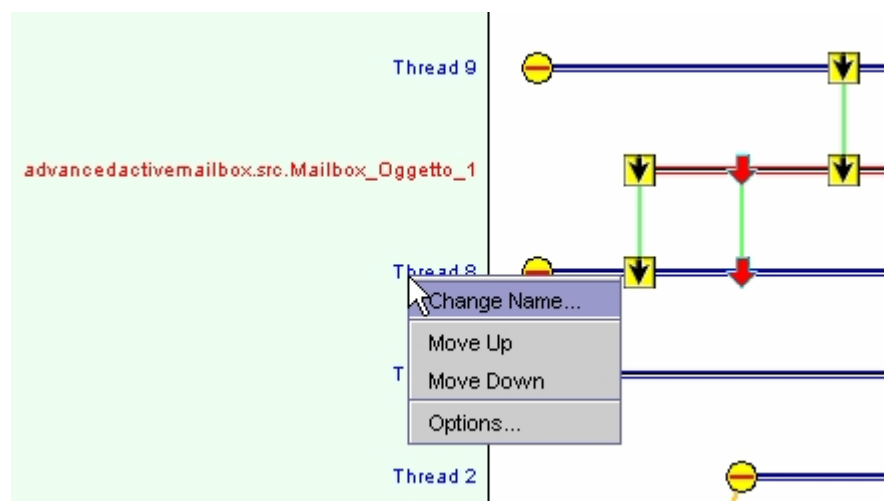 Thread 9
advancedactivemailbox.src.Mailbox_Oggetto_1
Thread 8
Change Name...
Move Up
Move Down
Options...
Thread 2